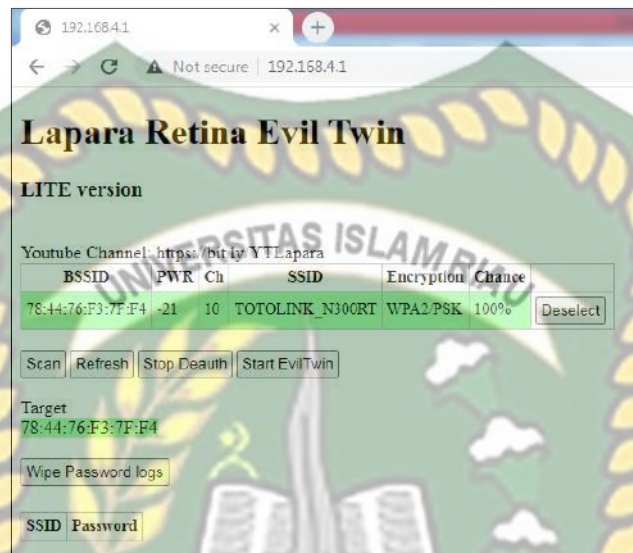 192.168.4.1
Not secure 192.168.4.1
Lapara Retina Evil Twin
LITE version
Youtube Channel: https://bit.ly/YTLapara
BSSID PWR Ch SSID Encryption Chance
78:44:76:F3:7F:F4 -21 10 TOTOLINK_N300RT WPA2/PSK 100% Deselect
Scan Refresh Stop Deauth Start EvilTwin
Target
78:44:76:F3:7F:F4
Wipe Password logs
SSID Password
UNIVERSITAS ISLAM RIAU